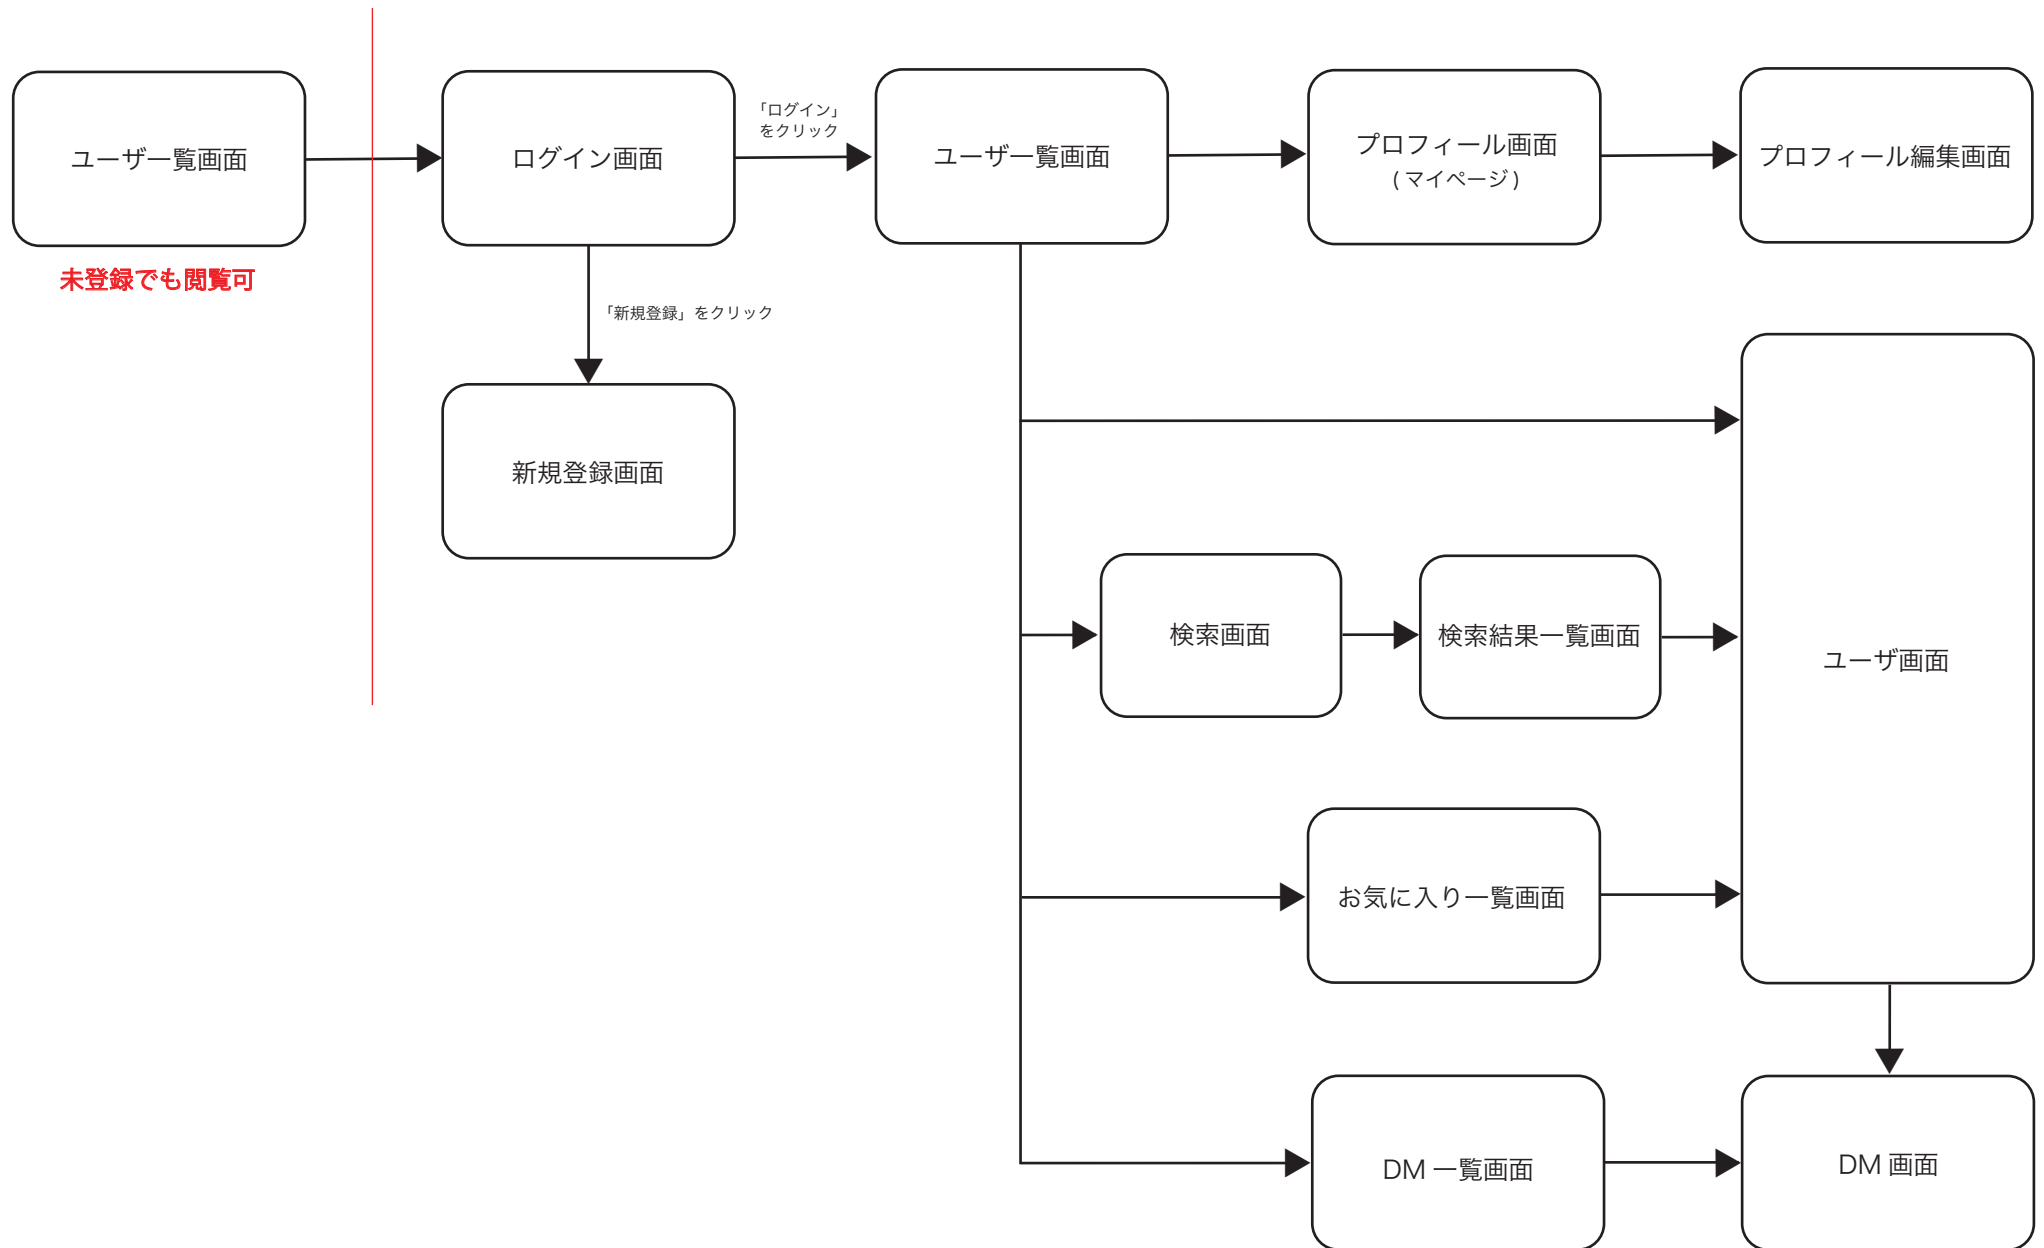 ユーザ一覧画面
未登録でも閲覧可
ログイン画面
「ログイン」
をクリック
「新規登録」をクリック
新規登録画面
ユーザ一覧画面
プロフィール画面
( マイページ )
プロフィール編集画面
検索画面
検索結果一覧画面
ユーザ画面
お気に入り一覧画面
DM 一覧画面
DM 画面